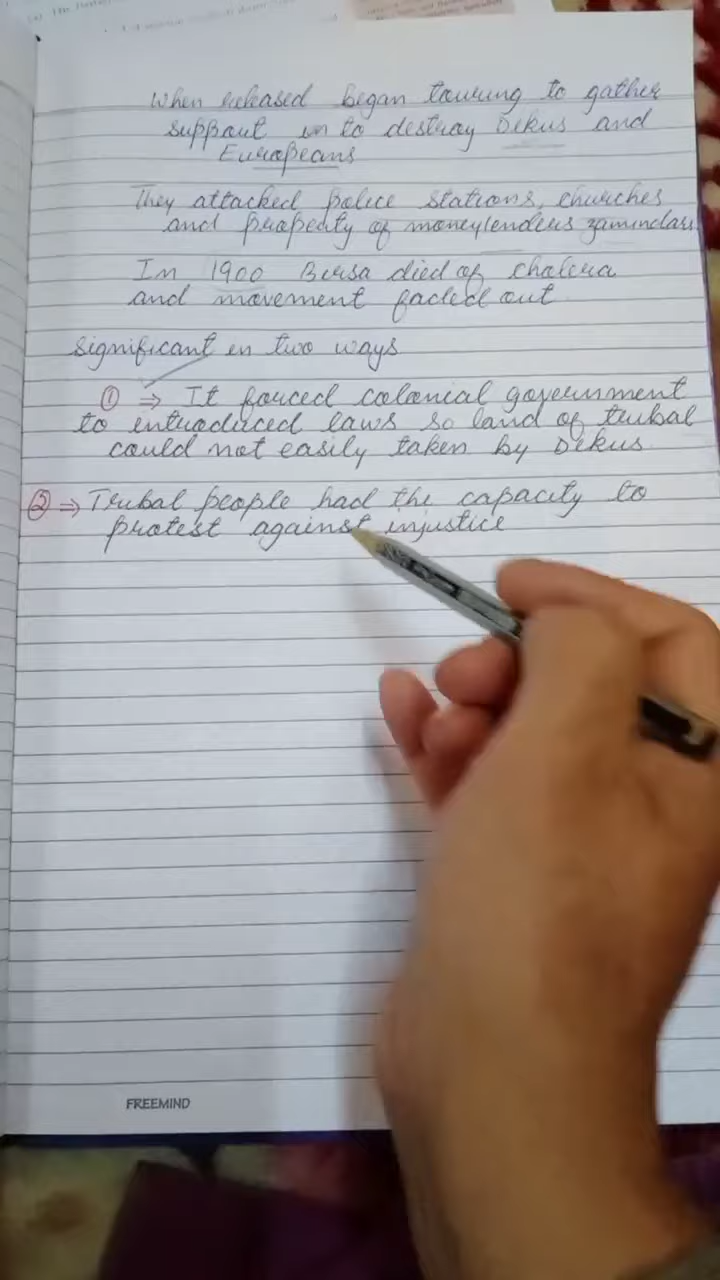 When released began touring to gather
support in to destroy Dikus and
Europeans
They attacked police stations, churches
and property of moneylenders zamindars
In 1900 Birsa died of cholera
and movement faded out
significant in two ways
① ⇒ It forced colonial government
to introduced laws so land of tribal
could not easily taken by Dikus
② ⇒ Tribal people had the capacity to
protest against injustice
FREEMIND